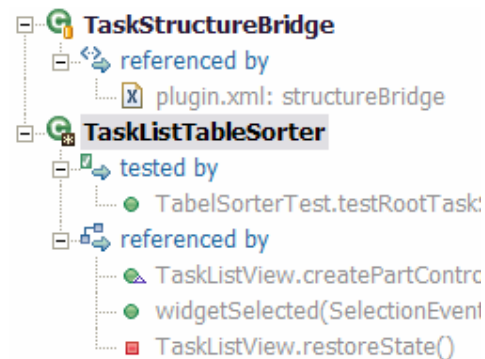 TaskStructureBridge
referenced by
plugin.xml: structureBridge
TaskListTableSorter
tested by
TabelSorterTest.testRootTask
referenced by
TaskListView.createPartContro
widgetSelected(SelectionEvent
TaskListView.restoreState()